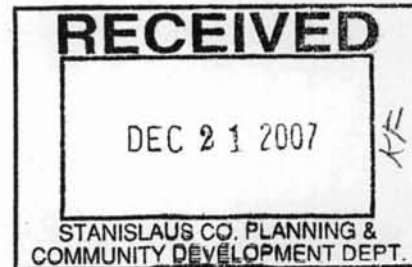 RECEIVED
DEC 21 2007
STANISLAUS CO. PLANNING &
COMMUNITY DEVELOPMENT DEPT.